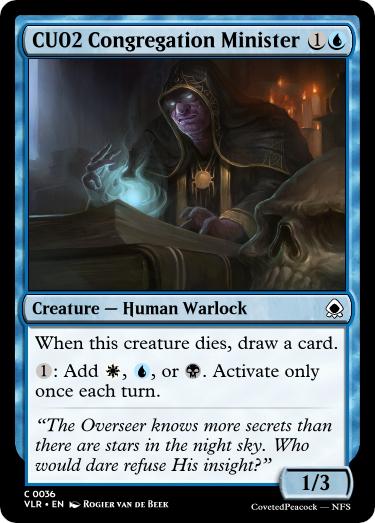 CU02 Congregation Minister 1
Creature — Human Warlock
When this creature dies, draw a card.
1: Add , , or . Activate only
once each turn.
“The Overseer knows more secrets than
there are stars in the night sky. Who
would dare refuse His insight?”
1/3
C 0036
VLR • EN Rogier van de Beek
CovetedPeacock — NFS